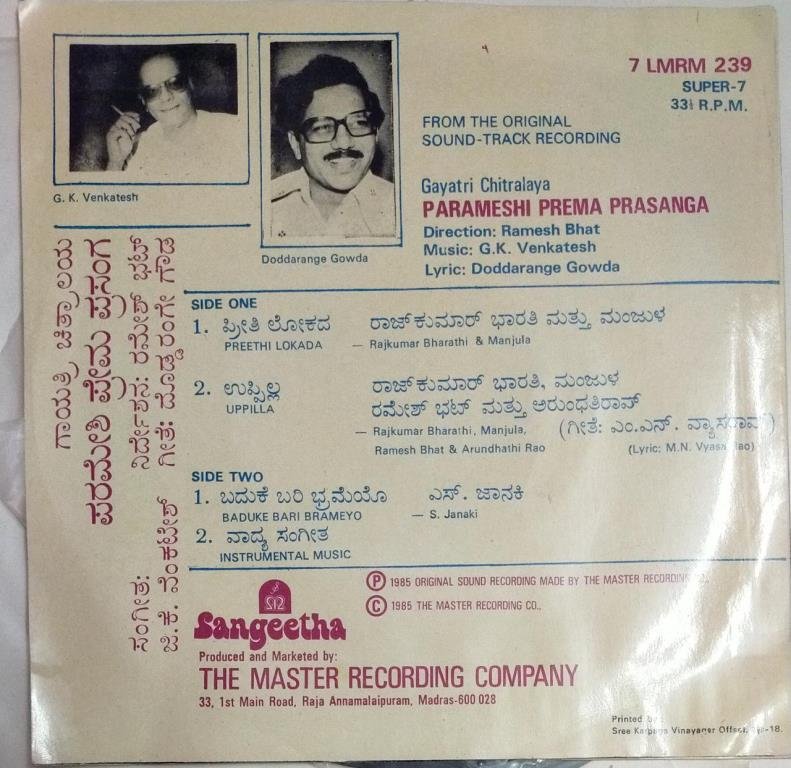 G. K. Venkatesh
Doddarange Gowda
7 LMRM 239
SUPER-7
33⅓ R.P.M.
FROM THE ORIGINAL
SOUND-TRACK RECORDING
Gayatri Chitralaya
PARAMESHI PREMA PRASANGA
Direction: Ramesh Bhat
Music: G.K. Venkatesh
Lyric: Doddarange Gowda
ಗಾಯತ್ರಿ ಚಿತ್ರಾಲಯ
ಪರಮೇಶಿ ಪ್ರೇಮ ಪ್ರಸಂಗ
ನಿರ್ದೇಶನ: ರಮೇಶ್ ಭಟ್
ಗೀತೆ: ದೊಡ್ಡರಂಗೇ ಗೌಡ
ಸಂಗೀತ:
ಜಿ.ಕೆ. ವೆಂಕಟೇಶ್
SIDE ONE
1. ಪ್ರೀತಿ ಲೋಕದ ರಾಜ್‌ಕುಮಾರ್ ಭಾರತಿ ಮತ್ತು ಮಂಜುಳ
PREETHI LOKADA — Rajkumar Bharathi & Manjula
2. ಉಪ್ಪಿಲ್ಲ ರಾಜ್‌ಕುಮಾರ್ ಭಾರತಿ, ಮಂಜುಳ
UPPILLA ರಮೇಶ್ ಭಟ್ ಮತ್ತು ಅರುಂಧತಿರಾವ್
— Rajkumar Bharathi, Manjula, (ಗೀತೆ: ಎಂ.ಎನ್. ವ್ಯಾಸರಾವ್)
Ramesh Bhat & Arundhathi Rao (Lyric: M.N. Vyasa Rao)
SIDE TWO
1. ಬದುಕೆ ಬರಿ ಭ್ರಮೆಯೊ ಎಸ್. ಜಾನಕಿ
BADUKE BARI BRAMEYO — S. Janaki
2. ವಾದ್ಯ ಸಂಗೀತ
INSTRUMENTAL MUSIC
Ⓟ 1985 ORIGINAL SOUND RECORDING MADE BY THE MASTER RECORDING CO.,
© 1985 THE MASTER RECORDING CO.,
Sangeetha
Produced and Marketed by:
THE MASTER RECORDING COMPANY
33, 1st Main Road, Raja Annamalaipuram, Madras-600 028
Printed by:
Sree Karpaga Vinayager Offset,